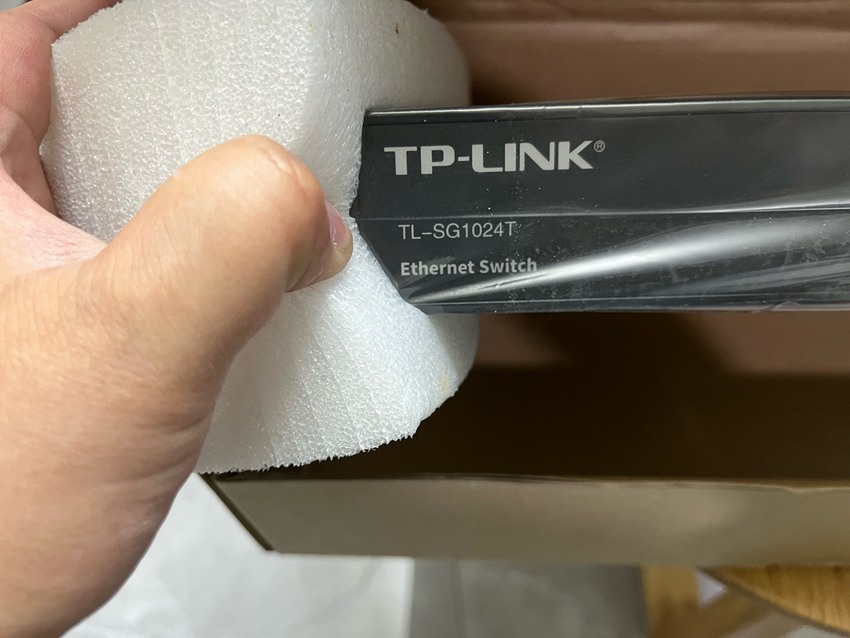 TP-LINK®
TL-SG1024T
Ethernet Switch